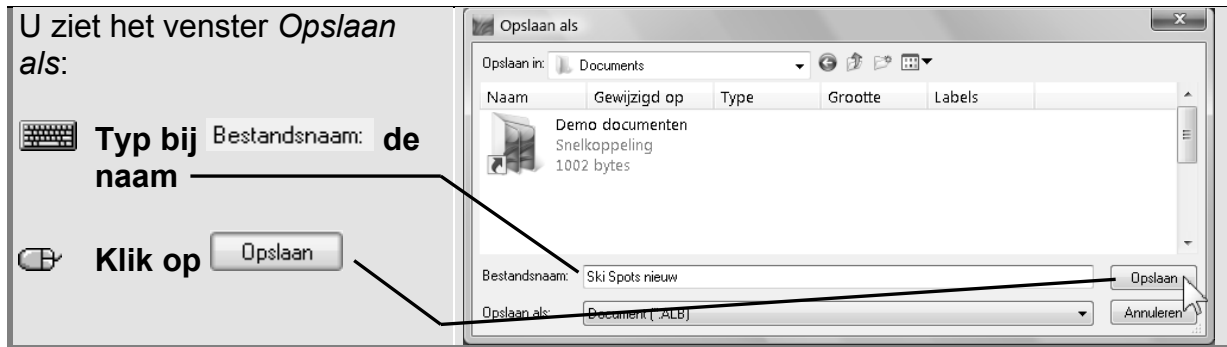 U ziet het venster Opslaan
als:
Typ bij Bestandsnaam: de
naam
Klik op Opslaan
Opslaan als
Opslaan in: Documents
Naam Gewijzigd op Type Grootte Labels
Demo documenten
Snelkoppeling
1002 bytes
Bestandsnaam: Ski Spots nieuw Opslaan
Opslaan als: Document ( .ALB) Annuleren